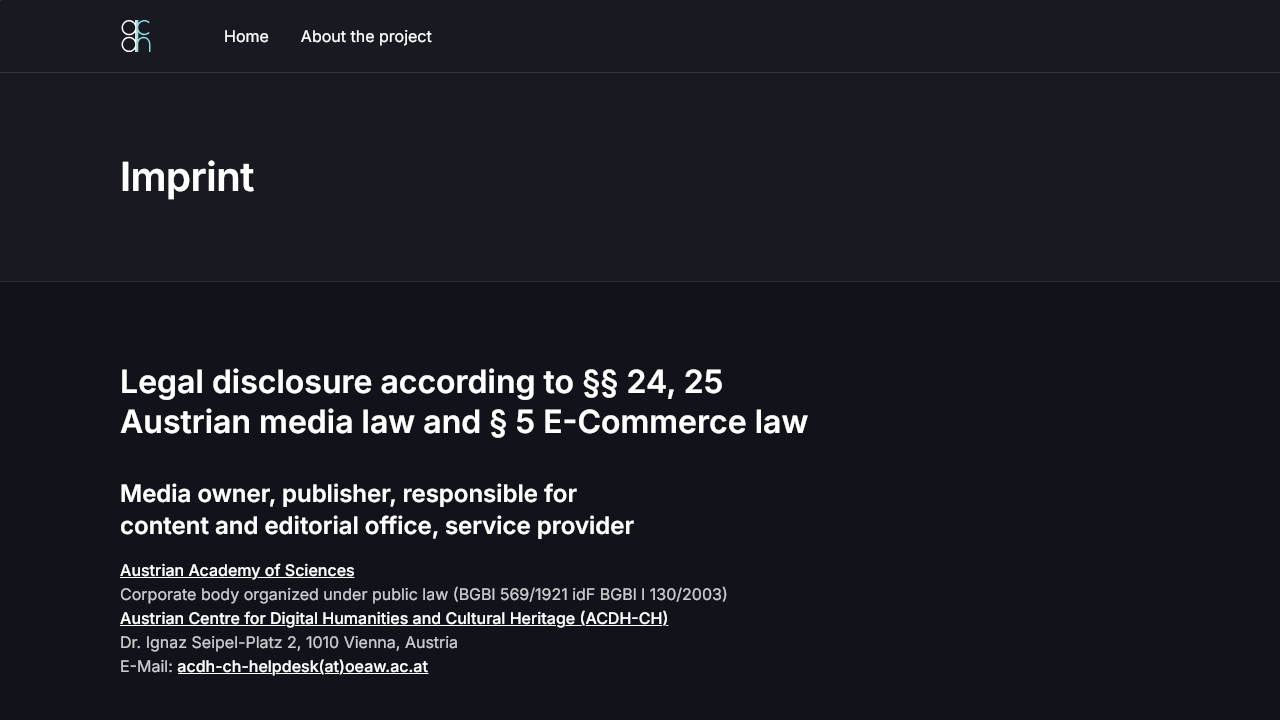 ac
dh
Home
About the project
Imprint
Legal disclosure according to §§ 24, 25
Austrian media law and § 5 E-Commerce law
Media owner, publisher, responsible for
content and editorial office, service provider
Austrian Academy of Sciences
Corporate body organized under public law (BGBl 569/1921 idF BGBl I 130/2003)
Austrian Centre for Digital Humanities and Cultural Heritage (ACDH-CH)
Dr. Ignaz Seipel-Platz 2, 1010 Vienna, Austria
E-Mail: acdh-ch-helpdesk(at)oeaw.ac.at